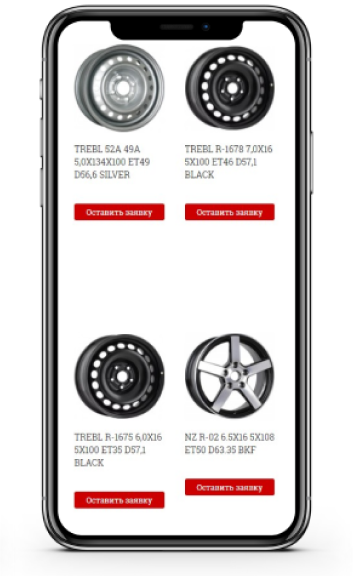 TREBL 52A 49A
5,0X134X100 ET49
D56,6 SILVER
Оставить заявку
TREBL R-1678 7,0X16
5X100 ET46 D57,1
BLACK
Оставить заявку
TREBL R-1675 6,0X16
5X100 ET35 D57,1
BLACK
Оставить заявку
NZ R-02 6.5X16 5X108
ET50 D63.35 BKF
Оставить заявку